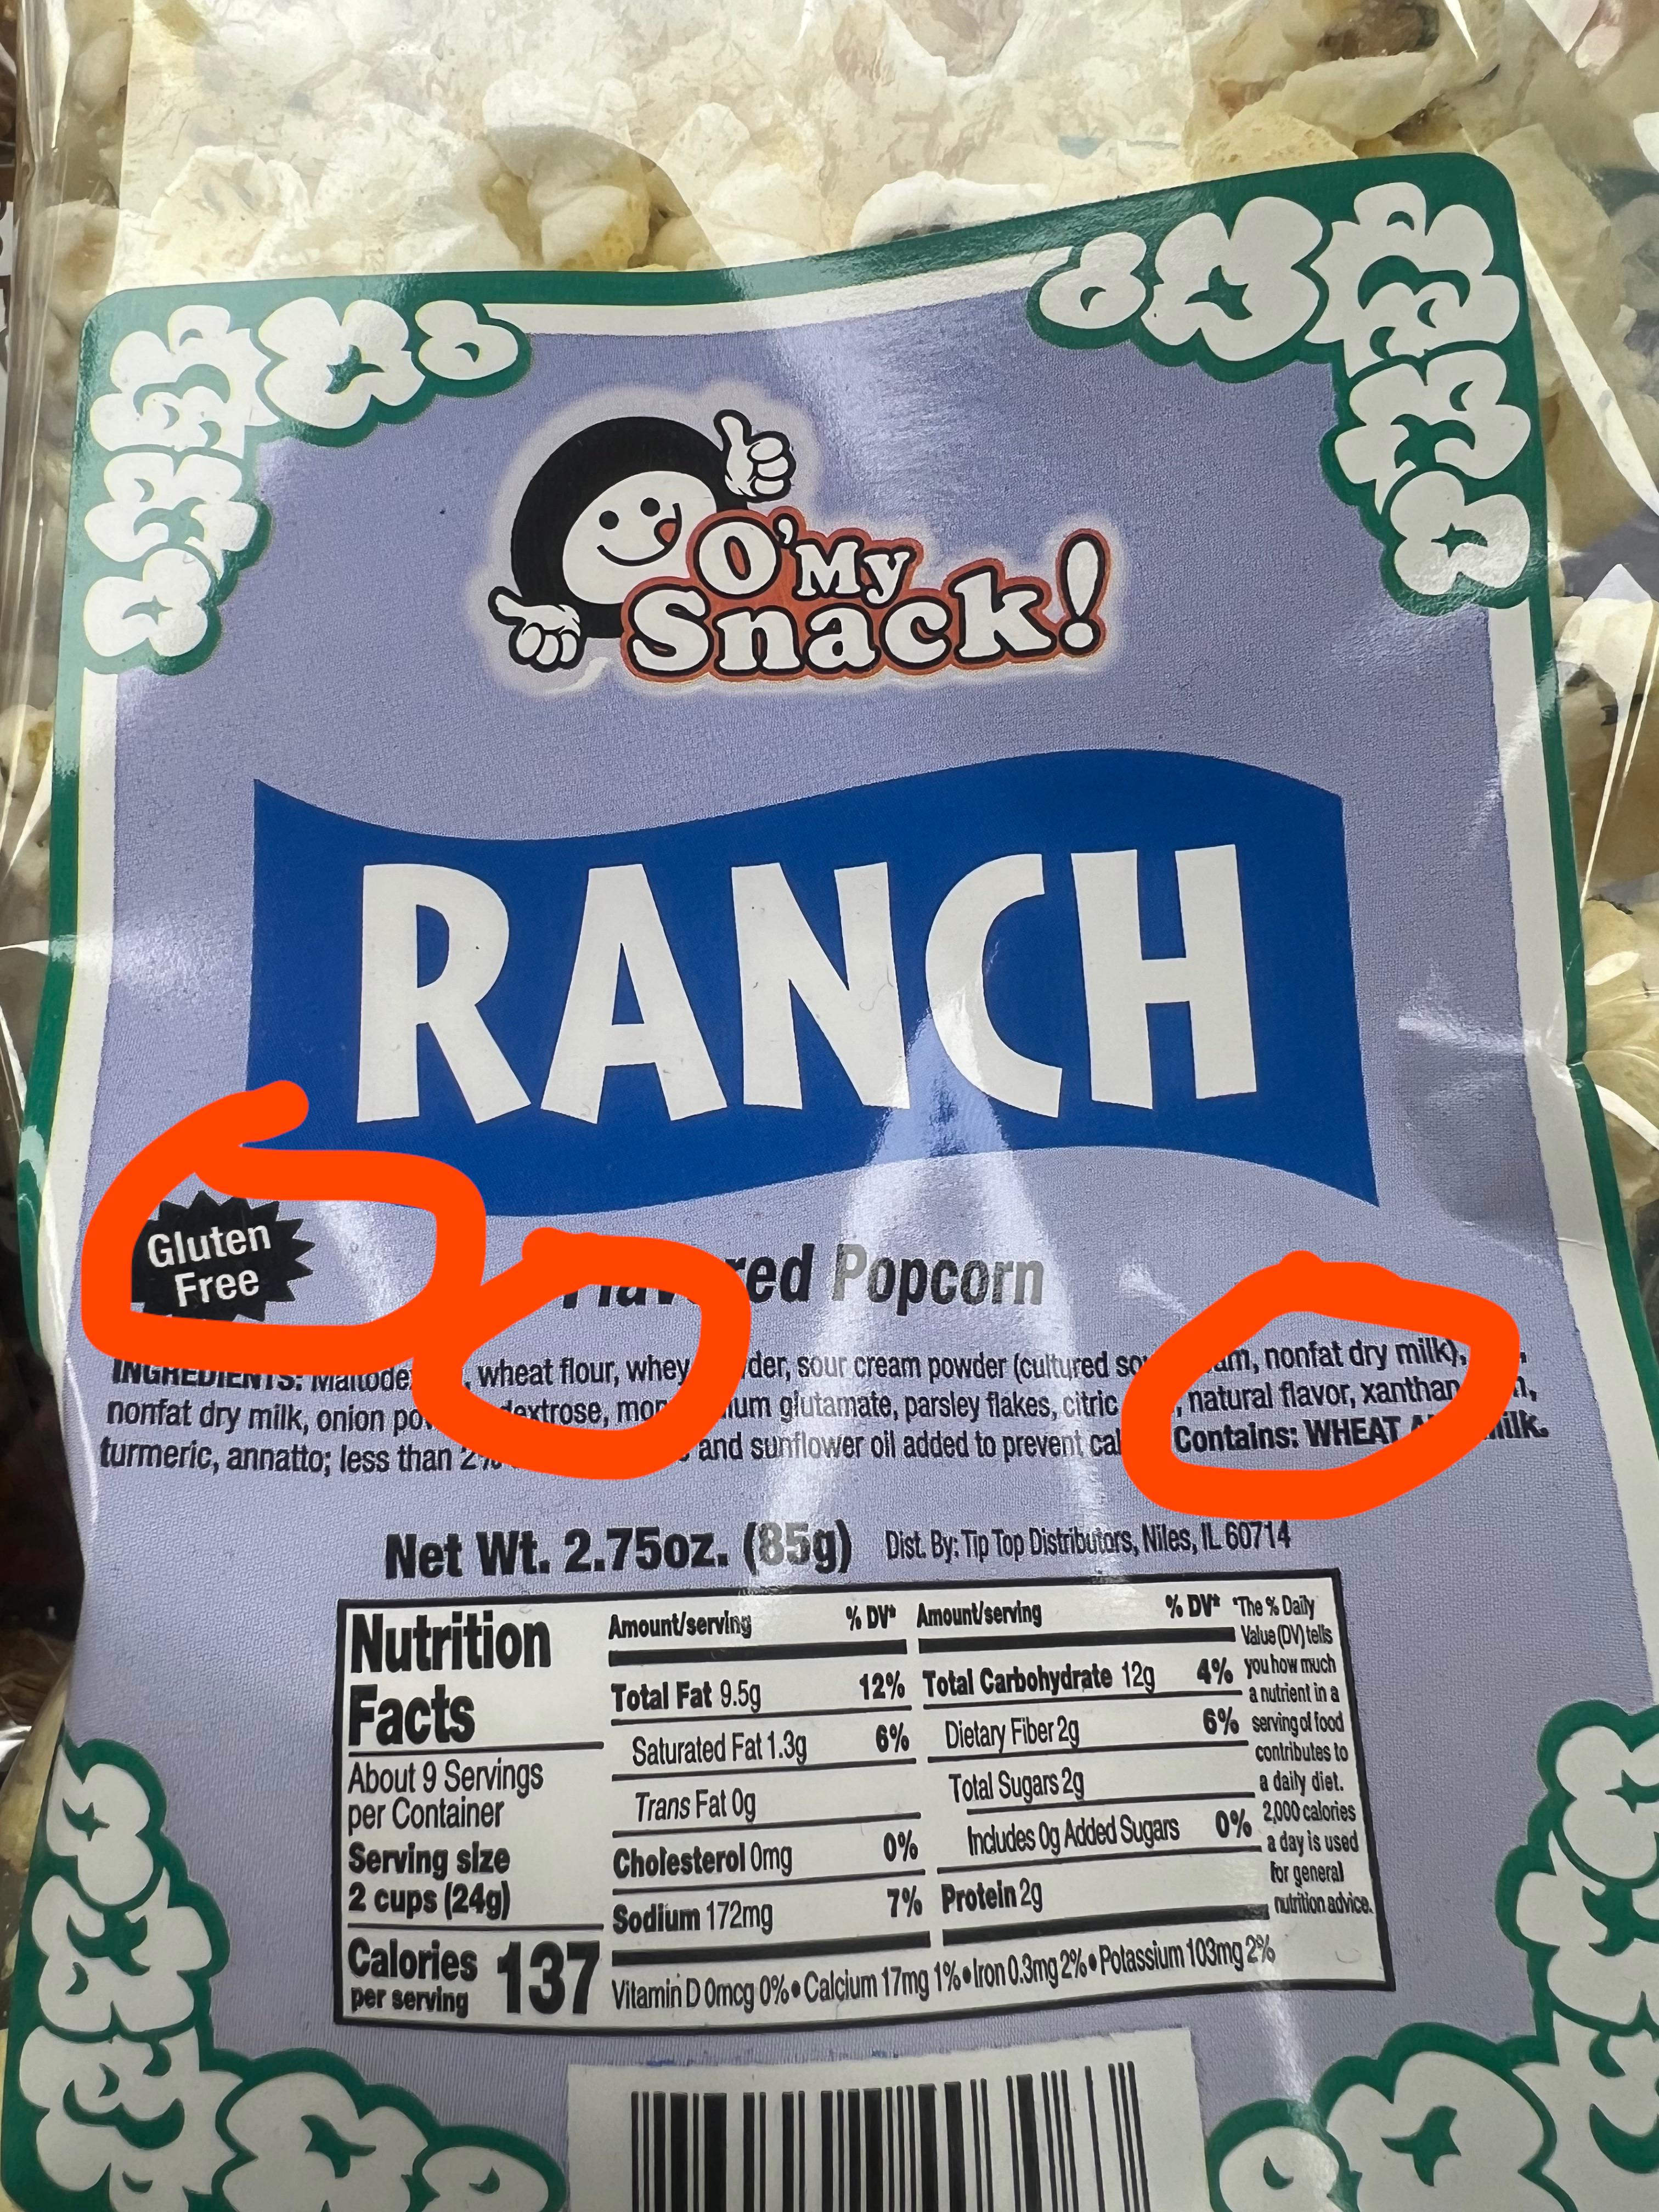 O'My
Snack!
RANCH
Gluten
Free
red Popcorn
INGREDIENTS: wheat flour, whey sour cream powder (cultured nonfat dry milk),
nonfat dry milk, onion dextrose, glutamate, parsley flakes, citric , natural flavor, xanthan
turmeric, annatto; less than and sunflower oil added to prevent Contains: WHEAT Milk.
Net Wt. 2.75oz. (85g) Dist. By: Tip Top Distributors, Niles, IL 60714
Nutrition
Facts
About 9 Servings
per Container
Serving size
2 cups (24g)
Calories 137
per serving
Amount/serving % DV*
Total Fat 9.5g 12%
Saturated Fat 1.3g 6%
Trans Fat 0g
Cholesterol 0mg 0%
Sodium 172mg 7%
Amount/serving % DV*
Total Carbohydrate 12g 4%
Dietary Fiber 2g 6%
Total Sugars 2g
Includes 0g Added Sugars 0%
Protein 2g
*The % Daily
Value (DV) tells
you how much
a nutrient in a
serving of food
contributes to
a daily diet.
2,000 calories
a day is used
for general
nutrition advice.
Vitamin D 0mcg 0% • Calcium 17mg 1% • Iron 0.3mg 2% • Potassium 103mg 2%